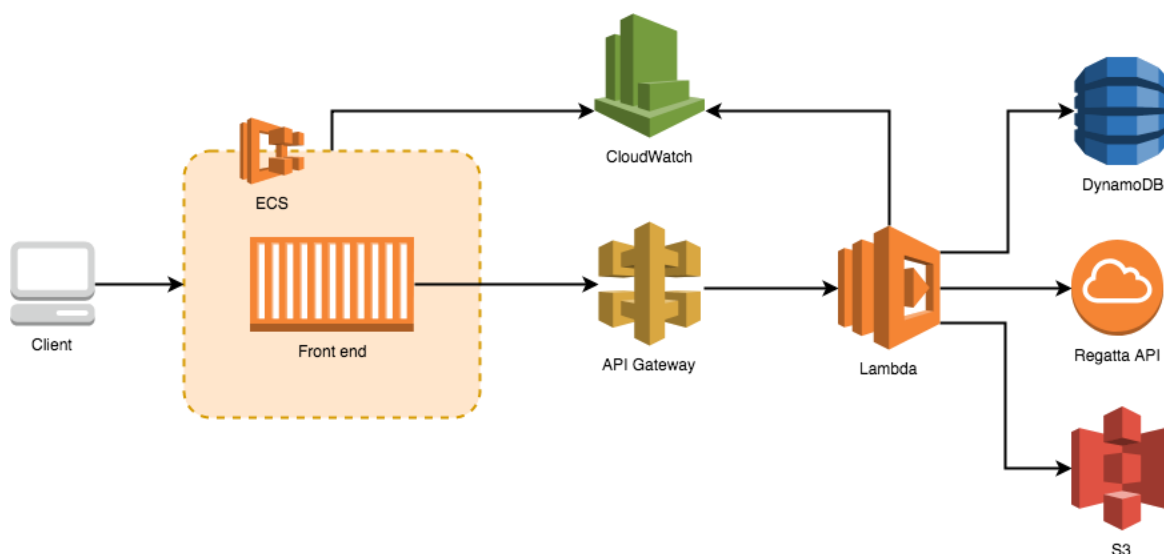 CloudWatch
DynamoDB
ECS
Client
Front end
API Gateway
Lambda
Regatta API
S3